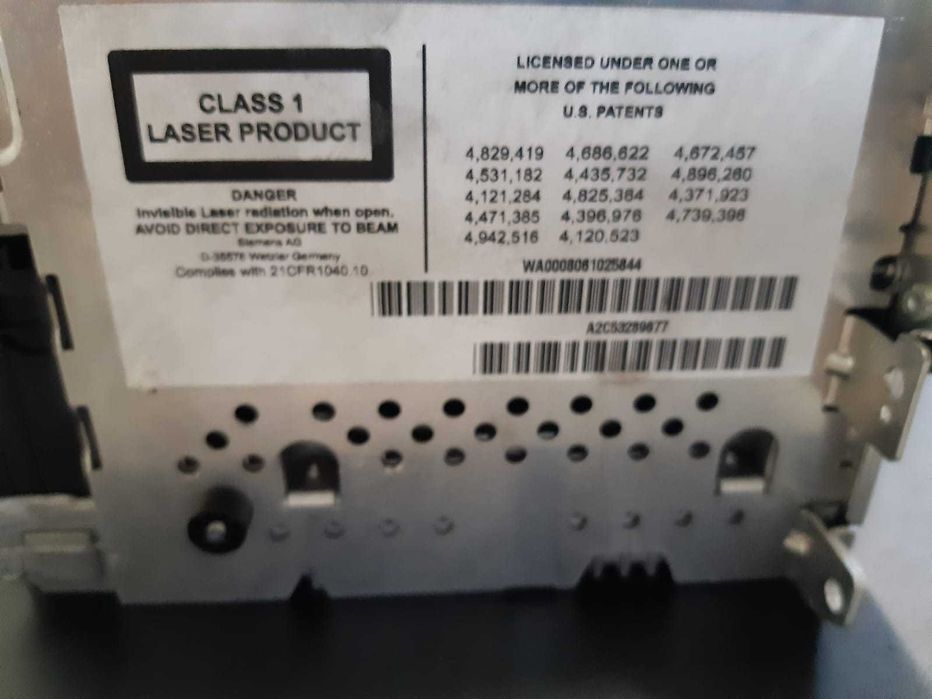 CLASS 1
LASER PRODUCT
DANGER
Invisible Laser radiation when open.
AVOID DIRECT EXPOSURE TO BEAM
Siemens AG
D-35576 Wetzlar Germany
Complies with 21CFR1040.10
LICENSED UNDER ONE OR
MORE OF THE FOLLOWING
U.S. PATENTS
4,829,419 4,686,622 4,672,457
4,531,182 4,435,732 4,896,260
4,121,284 4,825,364 4,371,923
4,471,385 4,396,976 4,739,396
4,942,516 4,120,523
WA0008061025844
A2C53289877